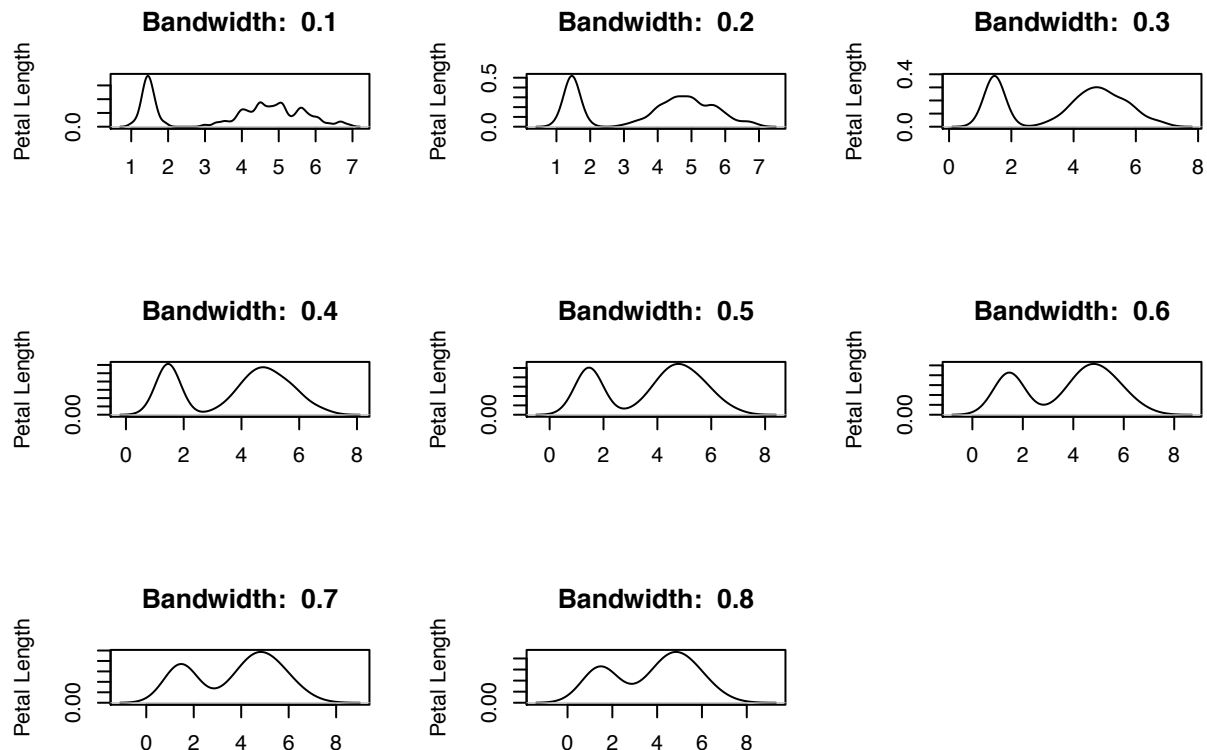 Bandwidth: 0.1
Petal Length
0.0
1 2 3 4 5 6 7
Bandwidth: 0.2
Petal Length
0.0 0.5
1 2 3 4 5 6 7
Bandwidth: 0.3
Petal Length
0.0 0.4
0 2 4 6 8
Bandwidth: 0.4
Petal Length
0.00
0 2 4 6 8
Bandwidth: 0.5
Petal Length
0.00
0 2 4 6 8
Bandwidth: 0.6
Petal Length
0.00
0 2 4 6 8
Bandwidth: 0.7
Petal Length
0.00
0 2 4 6 8
Bandwidth: 0.8
Petal Length
0.00
0 2 4 6 8